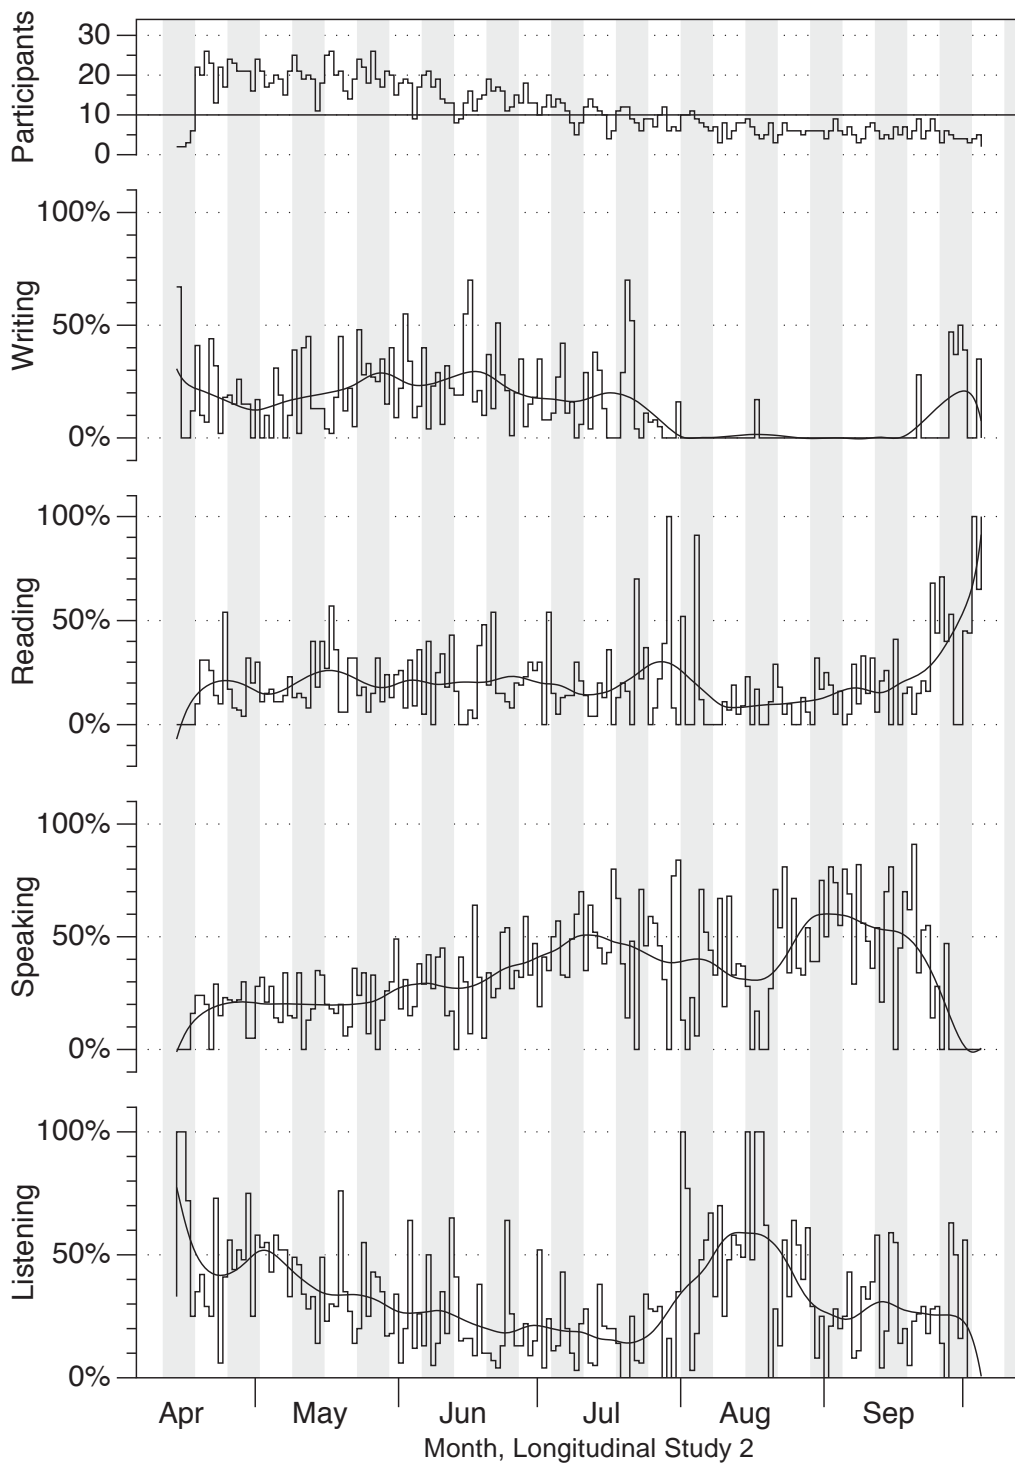 Participants
30
20
10
0
Writing
100%
50%
0%
Reading
100%
50%
0%
Speaking
100%
50%
0%
Listening
100%
50%
0%
Apr May Jun Jul Aug Sep
Month, Longitudinal Study 2